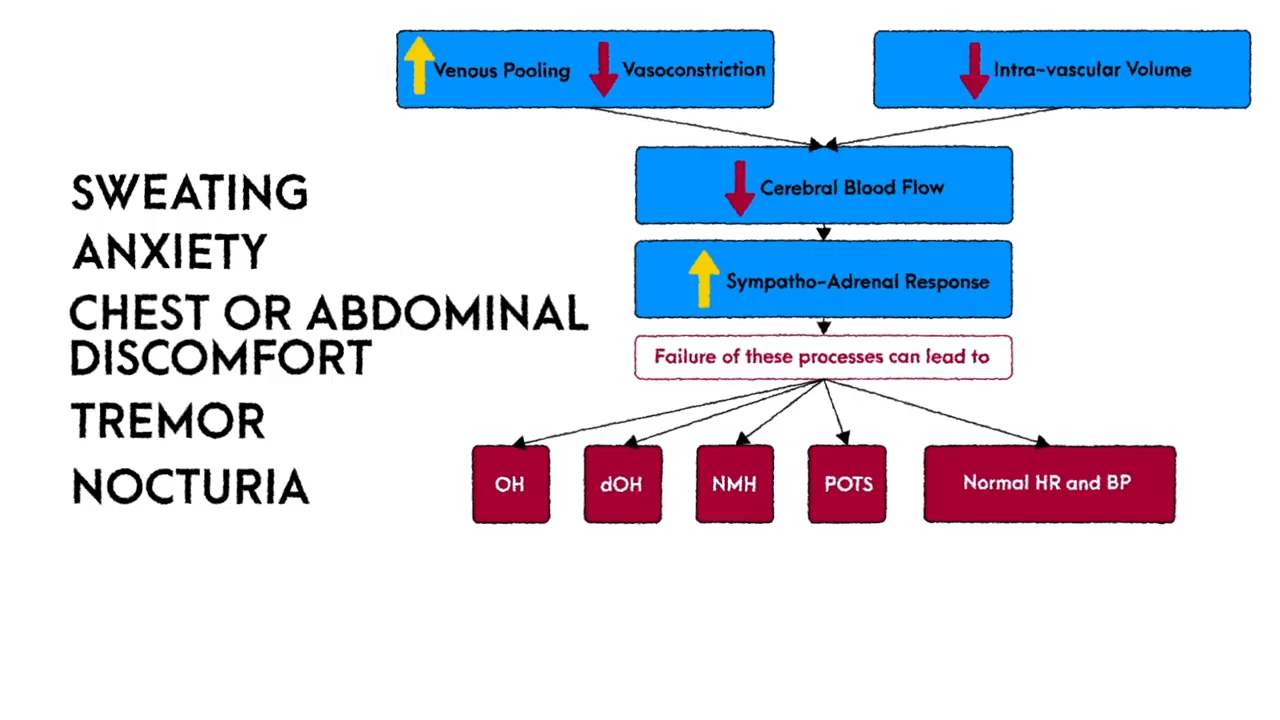 Venous Pooling Vasoconstriction
Intra-vascular Volume
Cerebral Blood Flow
Sympatho-Adrenal Response
Failure of these processes can lead to
OH
dOH
NMH
POTS
Normal HR and BP
SWEATING
ANXIETY
CHEST OR ABDOMINAL
DISCOMFORT
TREMOR
NOCTURIA